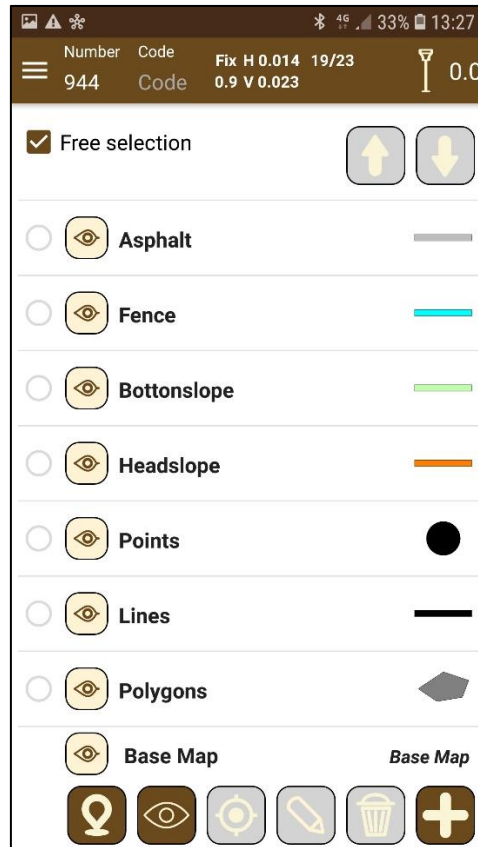 4G 33% 13:27
Number Code Fix H 0.014 19/23
944 Code 0.9 V 0.023 0.0
Free selection
Asphalt
Fence
Bottonslope
Headslope
Points
Lines
Polygons
Base Map Base Map